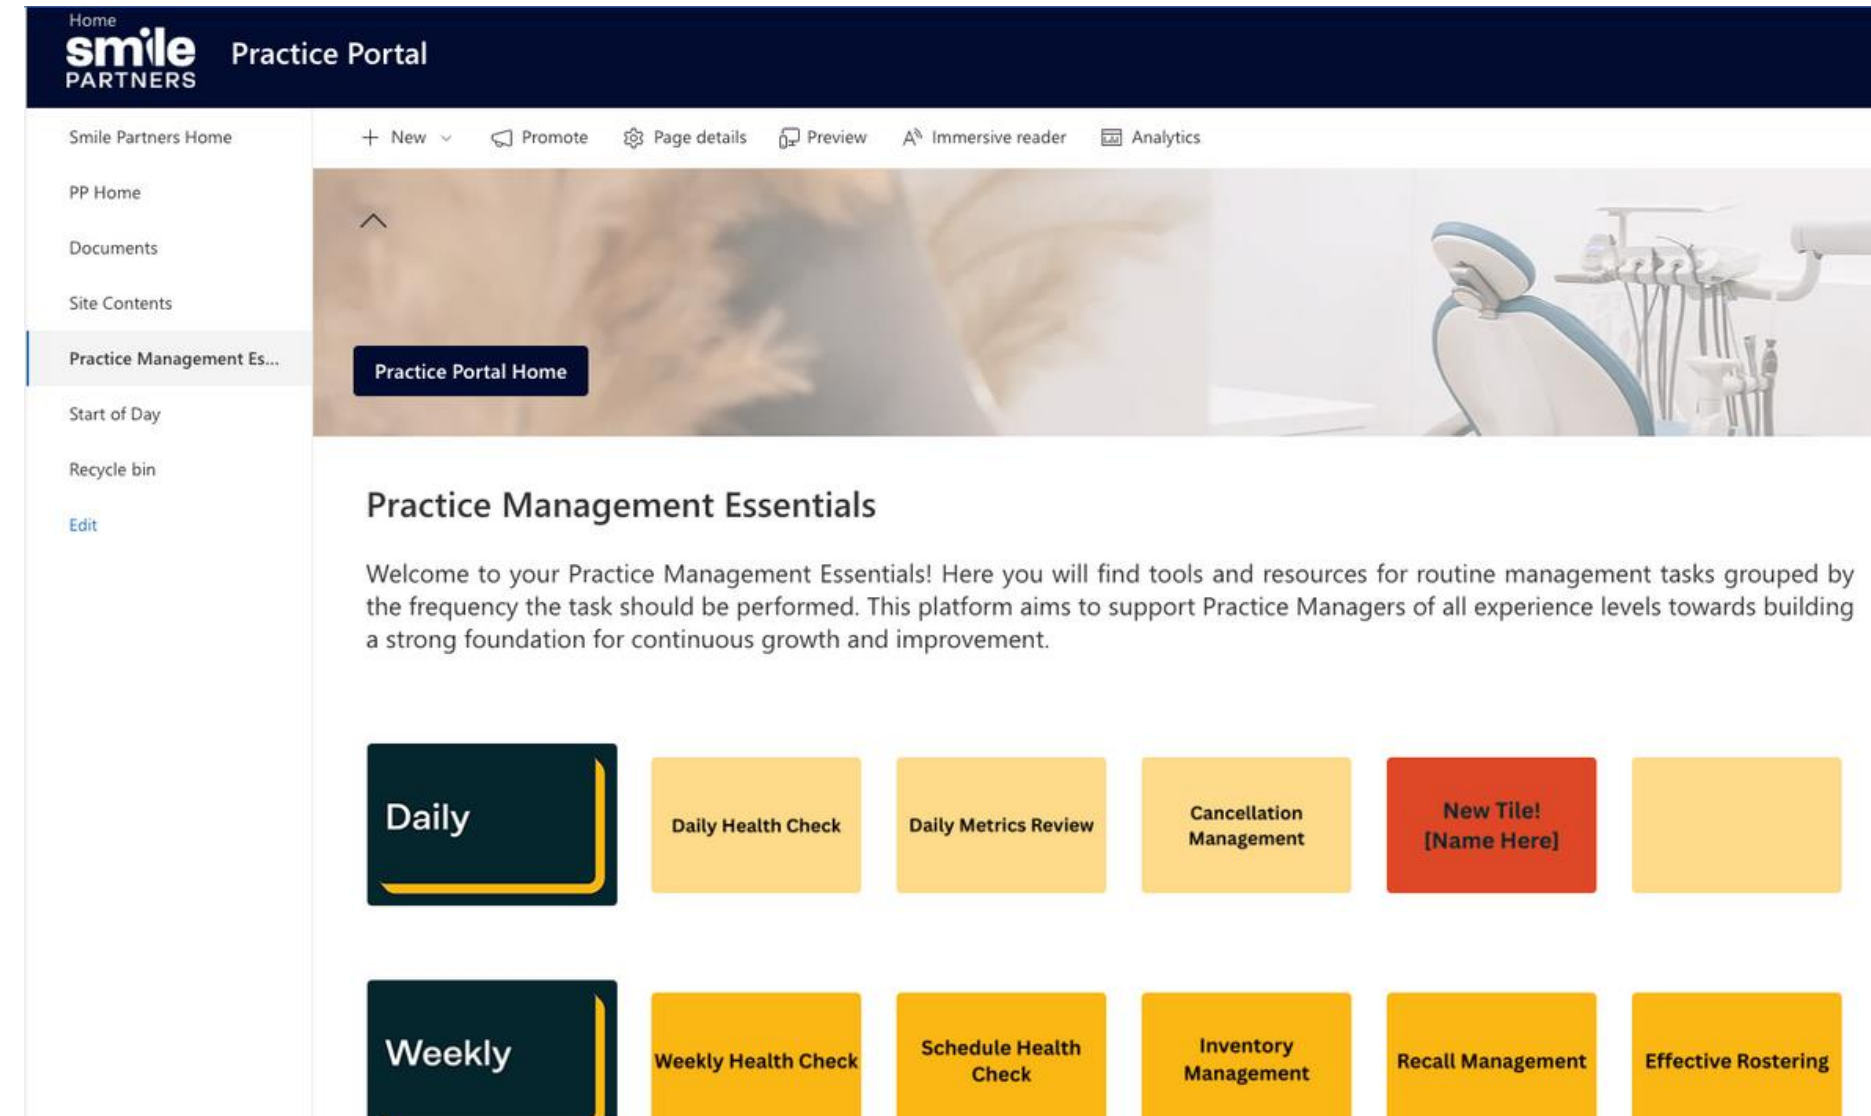 Home
smile
PARTNERS
Practice Portal
Smile Partners Home
PP Home
Documents
Site Contents
Practice Management Es...
Start of Day
Recycle bin
Edit
New
Promote
Page details
Preview
Immersive reader
Analytics
Practice Portal Home
Practice Management Essentials
Welcome to your Practice Management Essentials! Here you will find tools and resources for routine management tasks grouped by
the frequency the task should be performed. This platform aims to support Practice Managers of all experience levels towards building
a strong foundation for continuous growth and improvement.
Daily
Daily Health Check
Daily Metrics Review
Cancellation
Management
New Tile!
[Name Here]
Weekly
Weekly Health Check
Schedule Health
Check
Inventory
Management
Recall Management
Effective Rostering